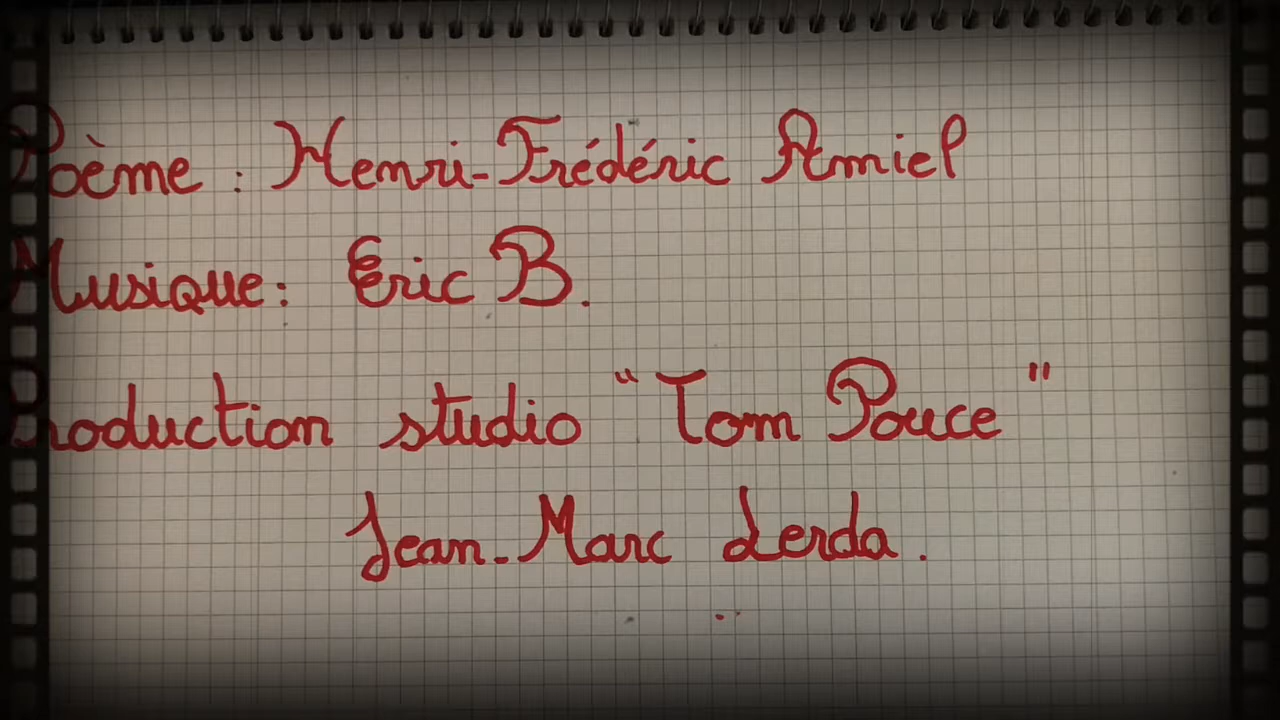 Poème : Henri-Frédéric Amiel
Musique : Eric B.
Production studio "Tom Pouce"
Jean-Marc Lerda.